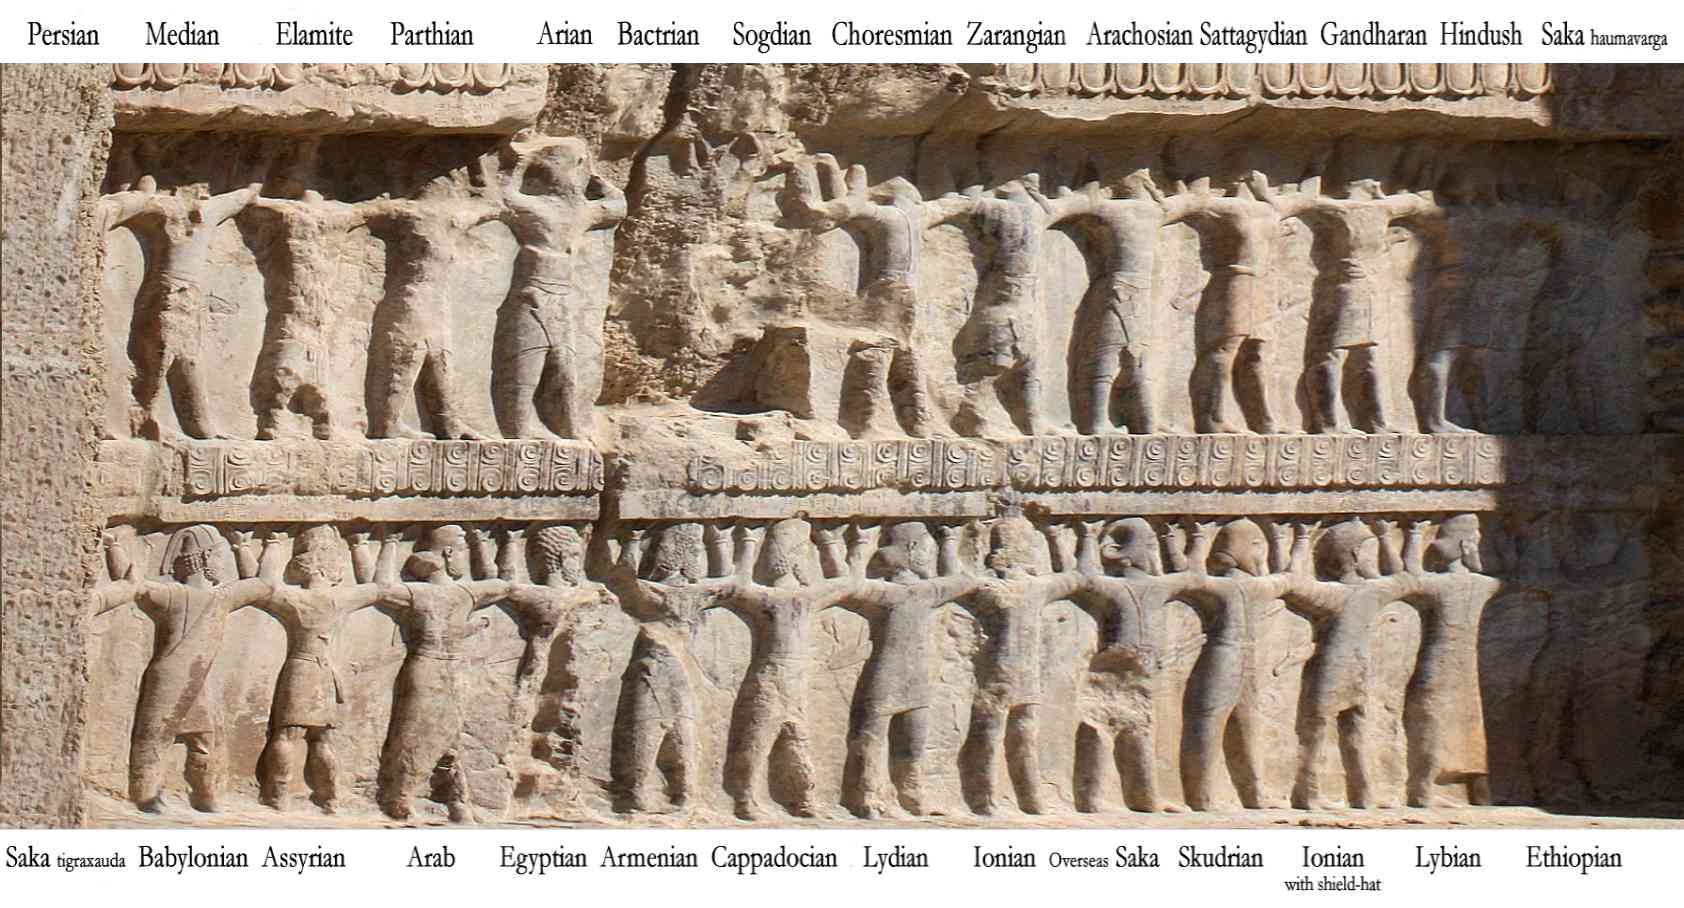 Persian Median Elamite Parthian Arian Bactrian Sogdian Choresmian Zarangian Arachosian Sattagydian Gandharan Hindush Saka haumavarga
Saka tigraxauda Babylonian Assyrian Arab Egyptian Armenian Cappadocian Lydian Ionian Overseas Saka Skudrian Ionian Lybian Ethiopian
with shield-hat